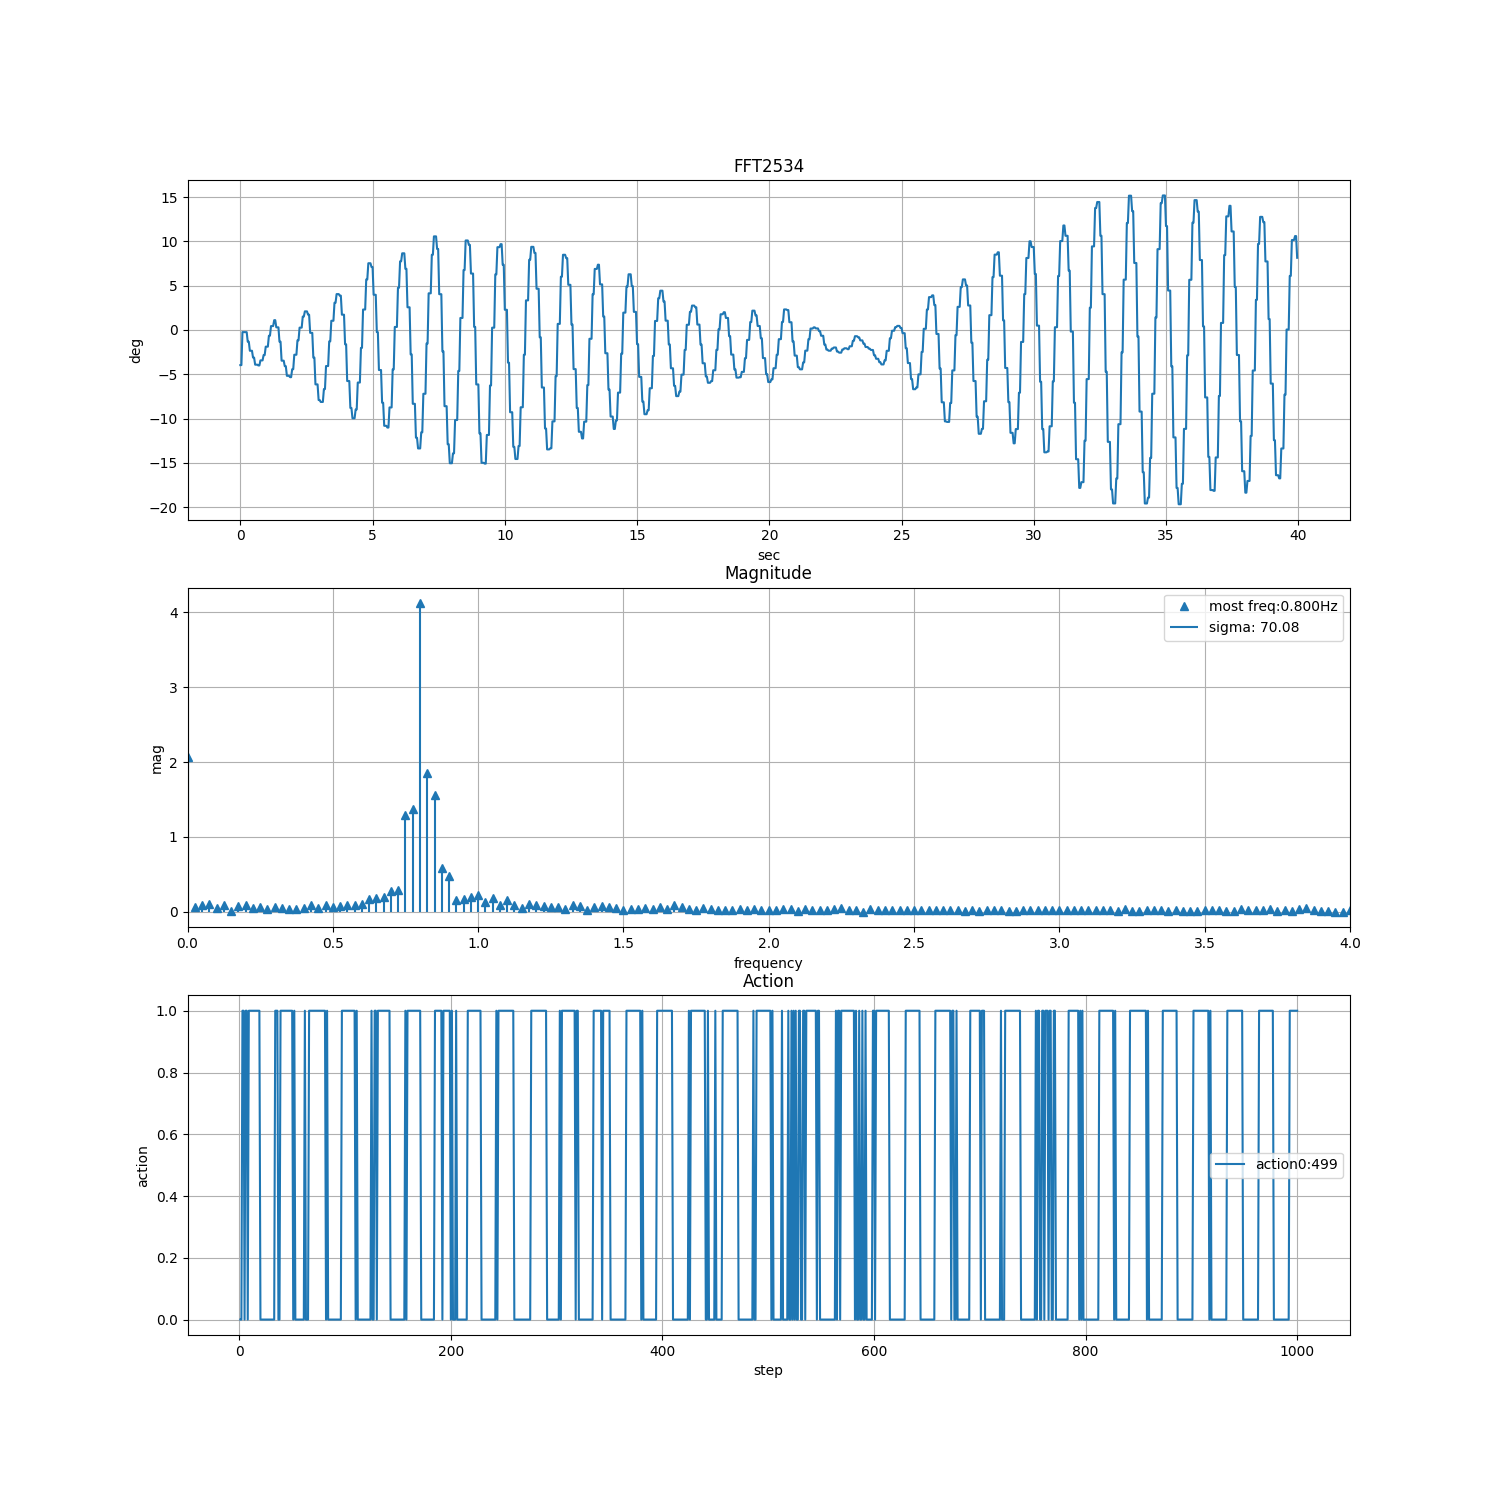 FFT2534
15
10
5
0
−5
−10
−15
−20
deg
0 5 10 15 20 25 30 35 40
sec
Magnitude
4
3
2
1
0
mag
most freq:0.800Hz
sigma: 70.08
0.0 0.5 1.0 1.5 2.0 2.5 3.0 3.5 4.0
frequency
Action
1.0
0.8
0.6
0.4
0.2
0.0
action
action0:499
0 200 400 600 800 1000
step